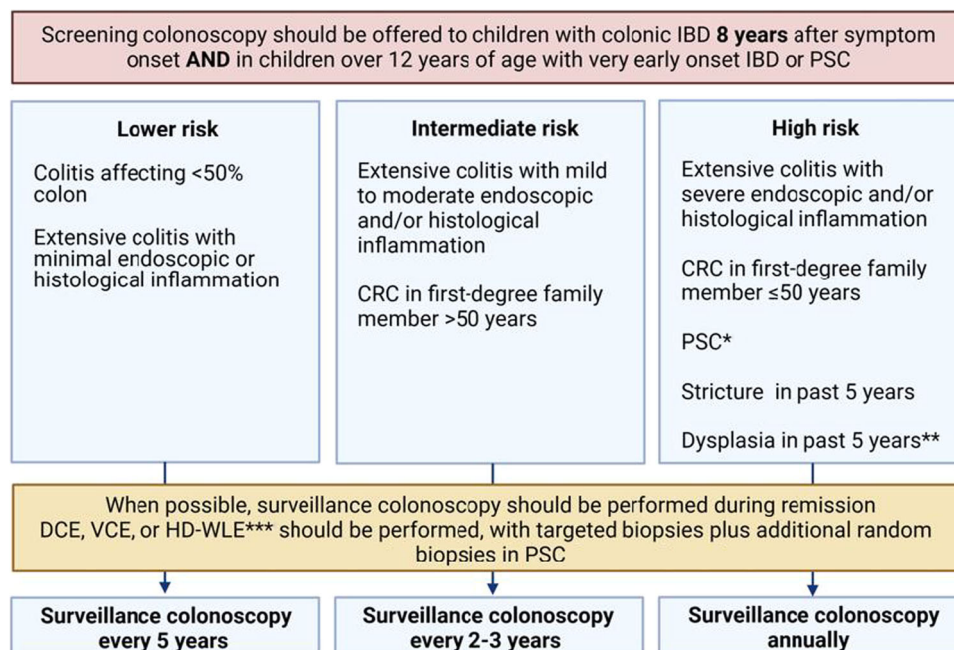 Screening colonoscopy should be offered to children with colonic IBD 8 years after symptom
onset AND in children over 12 years of age with very early onset IBD or PSC
Lower risk
Colitis affecting <50%
colon
Extensive colitis with
minimal endoscopic or
histological inflammation
Intermediate risk
Extensive colitis with mild
to moderate endoscopic
and/or histological
inflammation
CRC in first-degree family
member >50 years
High risk
Extensive colitis with
severe endoscopic and/or
histological inflammation
CRC in first-degree family
member ≤50 years
PSC*
Stricture in past 5 years
Dysplasia in past 5 years**
When possible, surveillance colonoscopy should be performed during remission
DCE, VCE, or HD-WLE*** should be performed, with targeted biopsies plus additional random
biopsies in PSC
Surveillance colonoscopy
every 5 years
Surveillance colonoscopy
every 2-3 years
Surveillance colonoscopy
annually